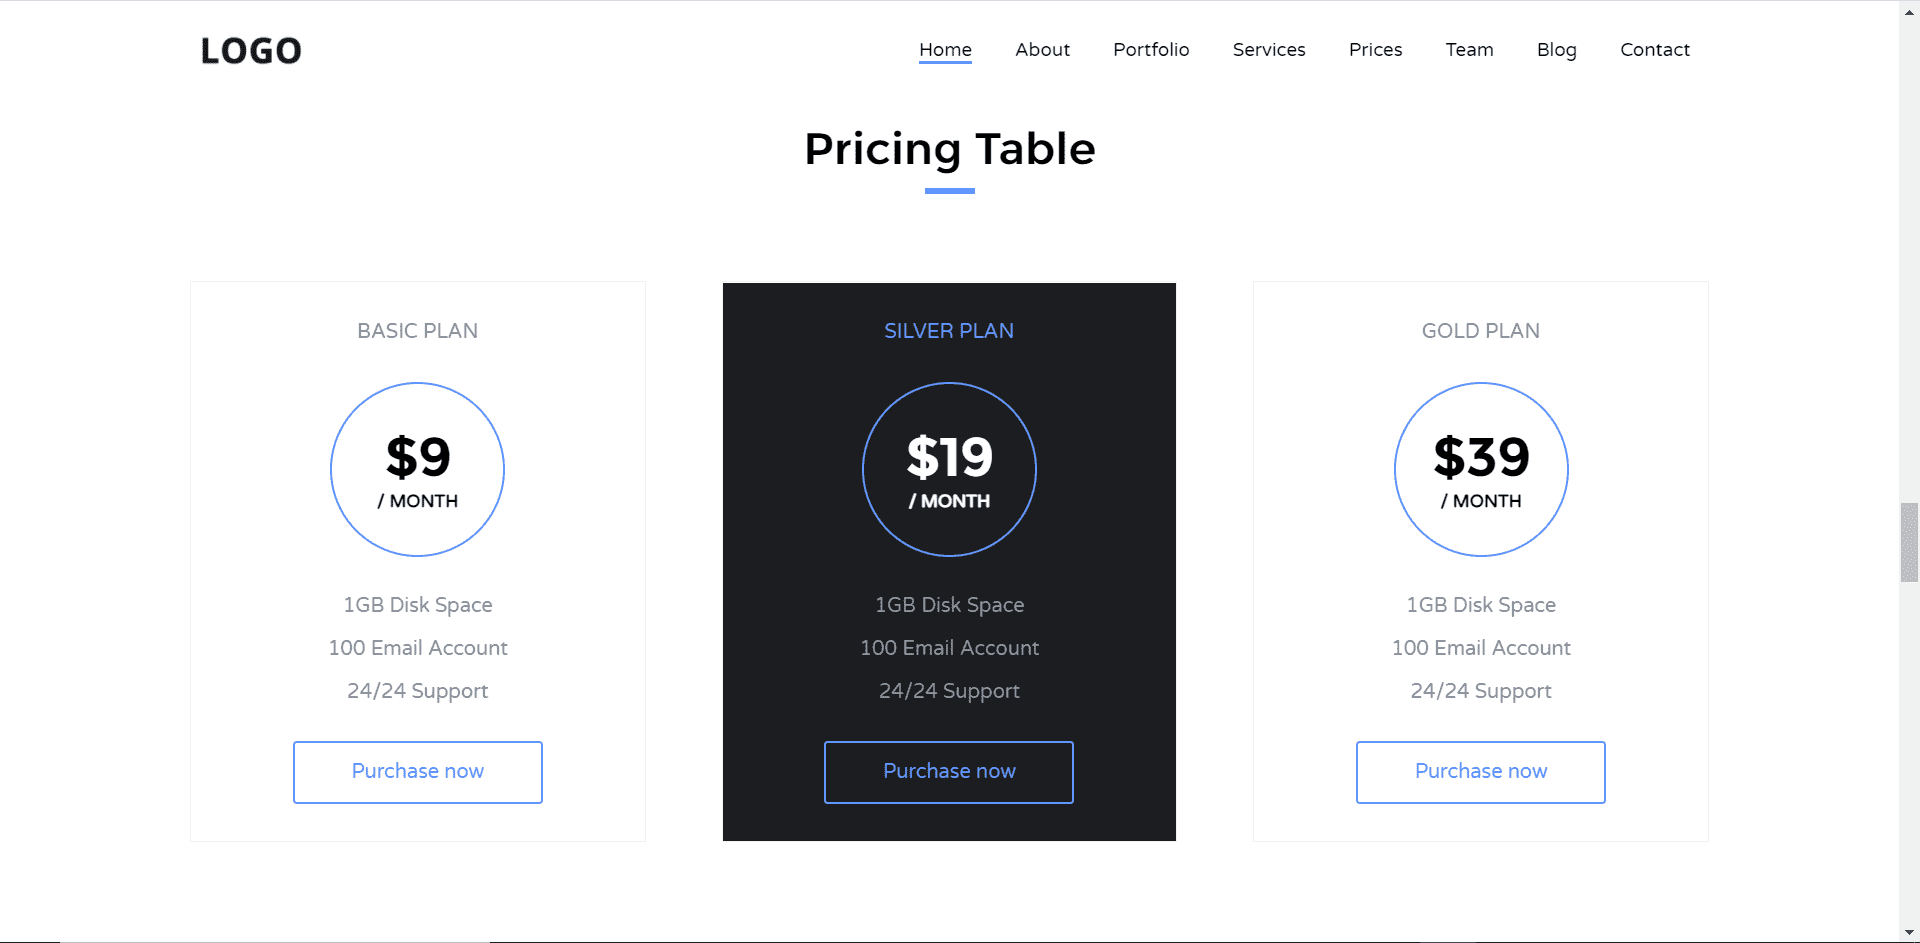 LOGO
Home About Portfolio Services Prices Team Blog Contact
Pricing Table
BASIC PLAN
$9
/ MONTH
1GB Disk Space
100 Email Account
24/24 Support
Purchase now
SILVER PLAN
$19
/ MONTH
1GB Disk Space
100 Email Account
24/24 Support
Purchase now
GOLD PLAN
$39
/ MONTH
1GB Disk Space
100 Email Account
24/24 Support
Purchase now